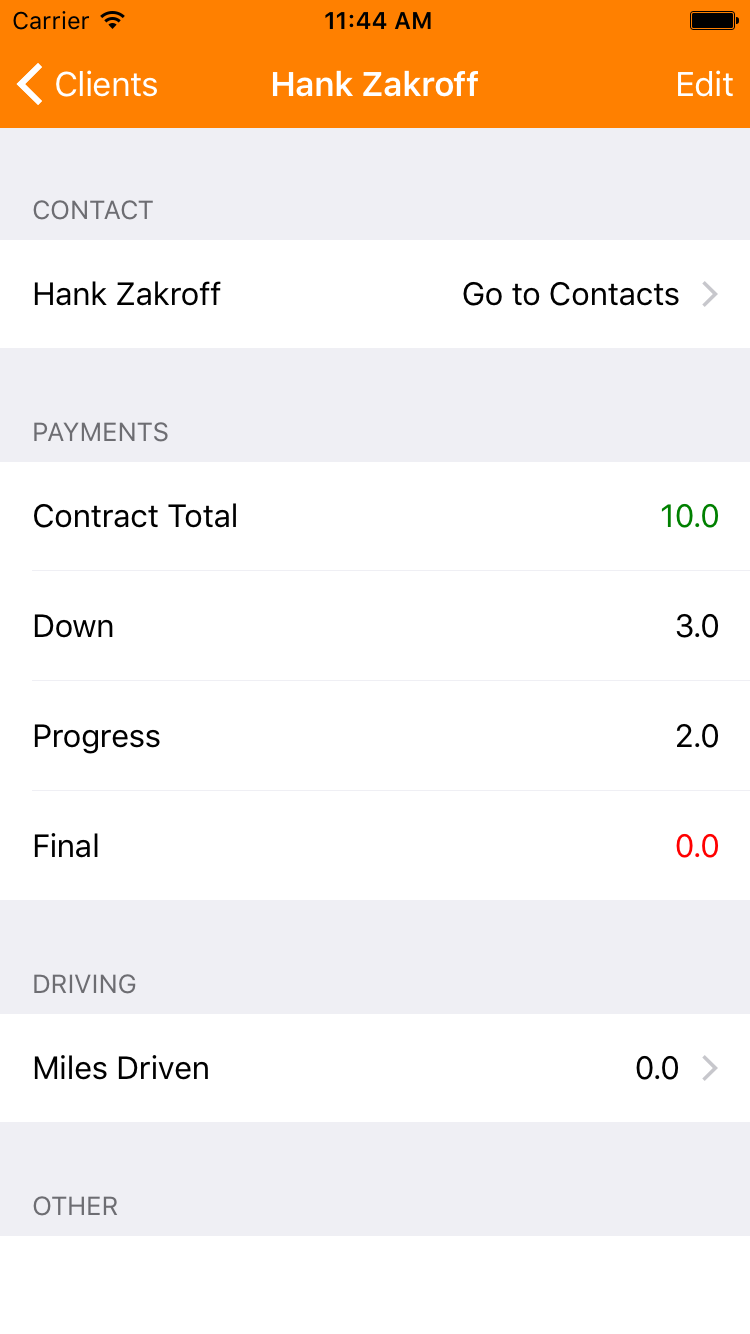 Carrier 11:44 AM
Clients Hank Zakroff Edit
CONTACT
Hank Zakroff Go to Contacts
PAYMENTS
Contract Total 10.0
Down 3.0
Progress 2.0
Final 0.0
DRIVING
Miles Driven 0.0
OTHER